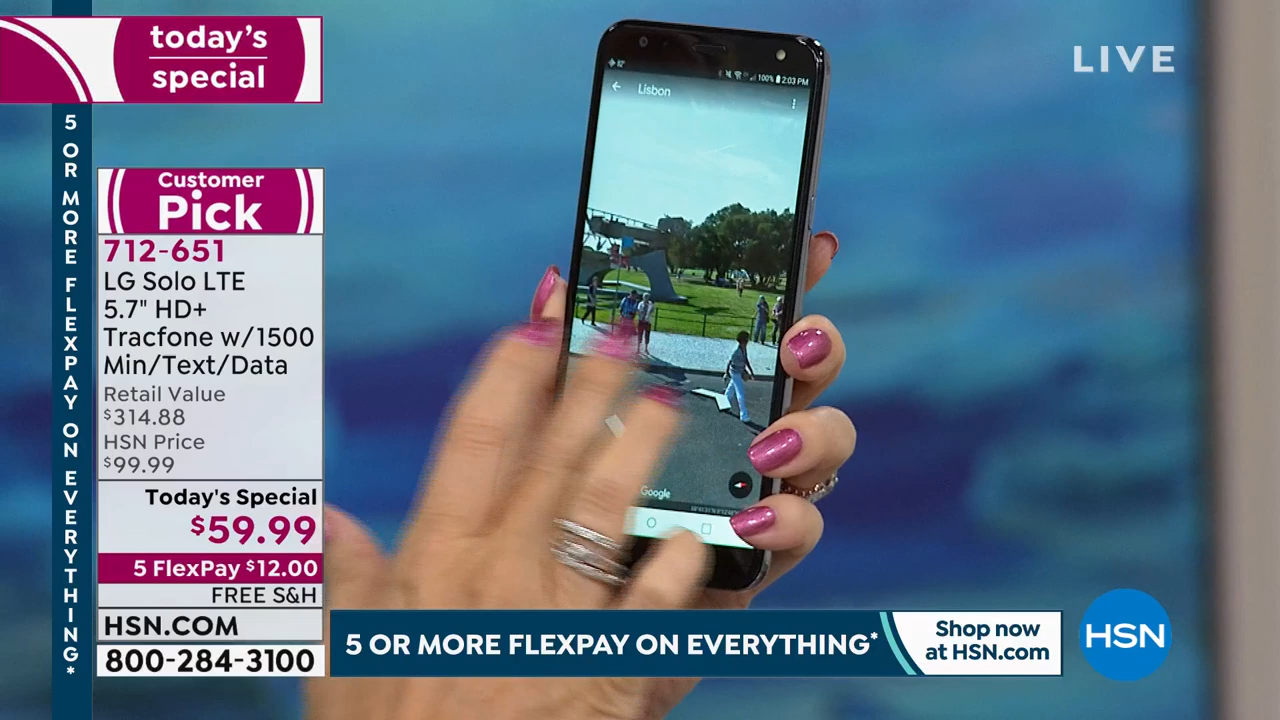 today's
special
5 OR MORE FLEXPAY ON EVERYTHING*
Customer
Pick
712-651
LG Solo LTE
5.7" HD+
Tracfone w/1500
Min/Text/Data
Retail Value
$314.88
HSN Price
$99.99
Today's Special
$59.99
5 FlexPay $12.00
FREE S&H
HSN.COM
800-284-3100
LIVE
82°
100% 2:03 PM
Lisbon
Google
5 OR MORE FLEXPAY ON EVERYTHING*
Shop now
at HSN.com
HSN